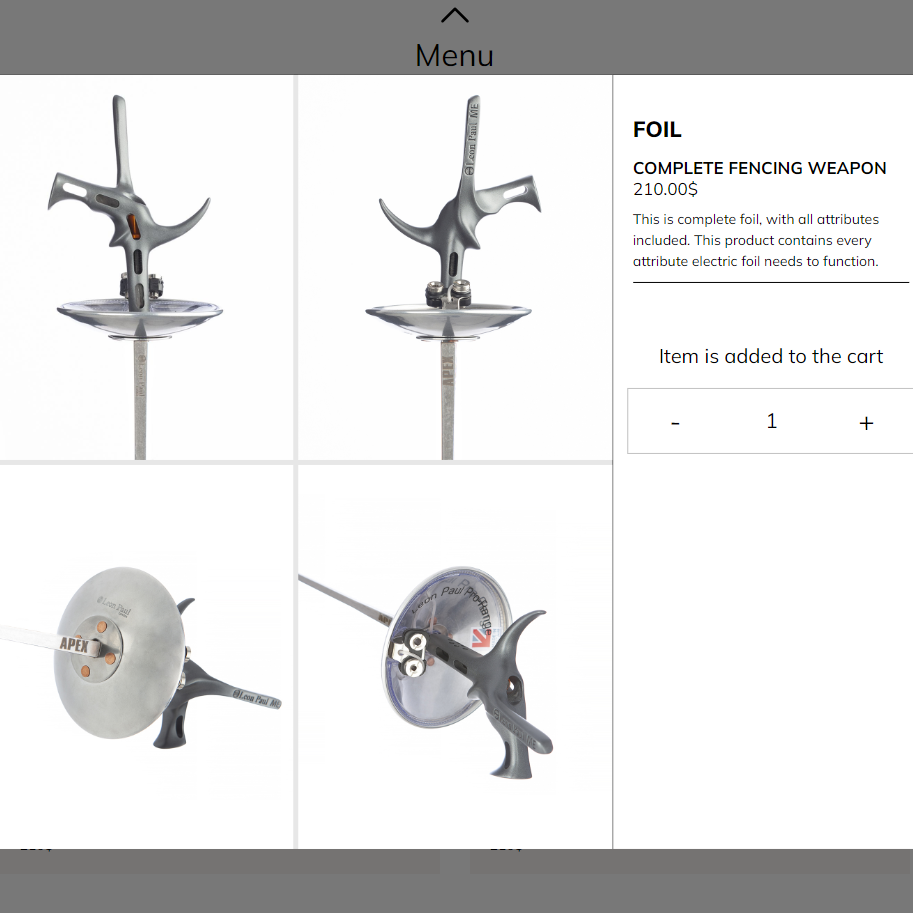 Menu
Leon Paul ME
APEX
Leon Paul
APEX
Leon Paul ME
Leon Paul
FOIL
COMPLETE FENCING WEAPON
210.00$
This is complete foil, with all attributes
included. This product contains every
attribute electric foil needs to function.
Item is added to the cart
- 1 +